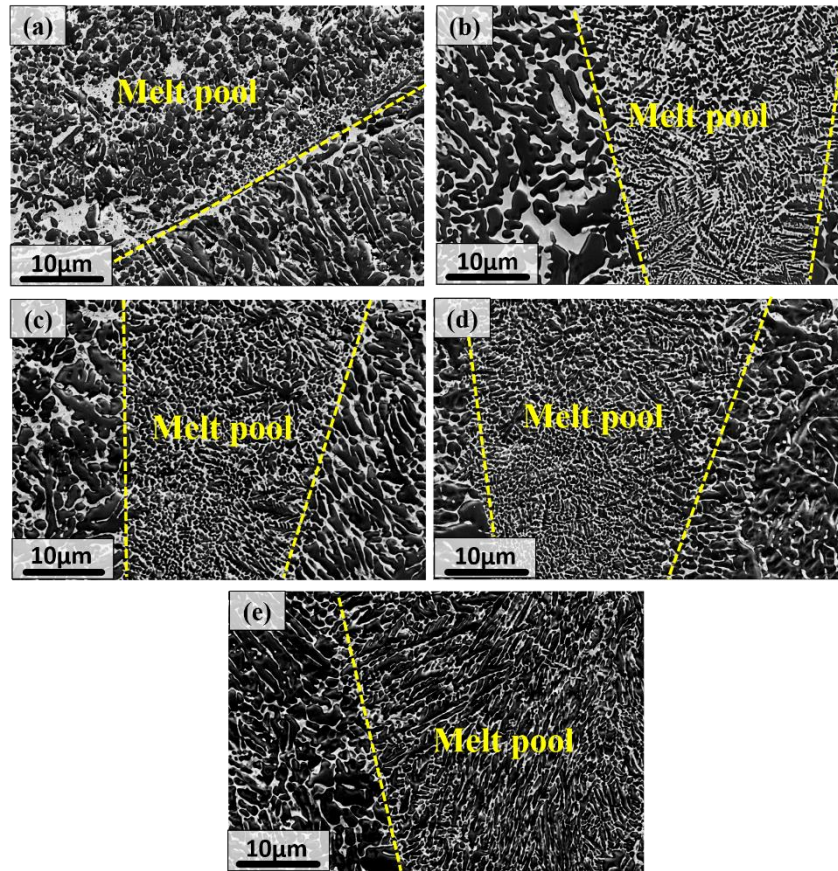 (a)
Melt pool
10μm
(b)
Melt pool
10μm
(c)
Melt pool
10μm
(d)
Melt pool
10μm
(e)
Melt pool
10μm